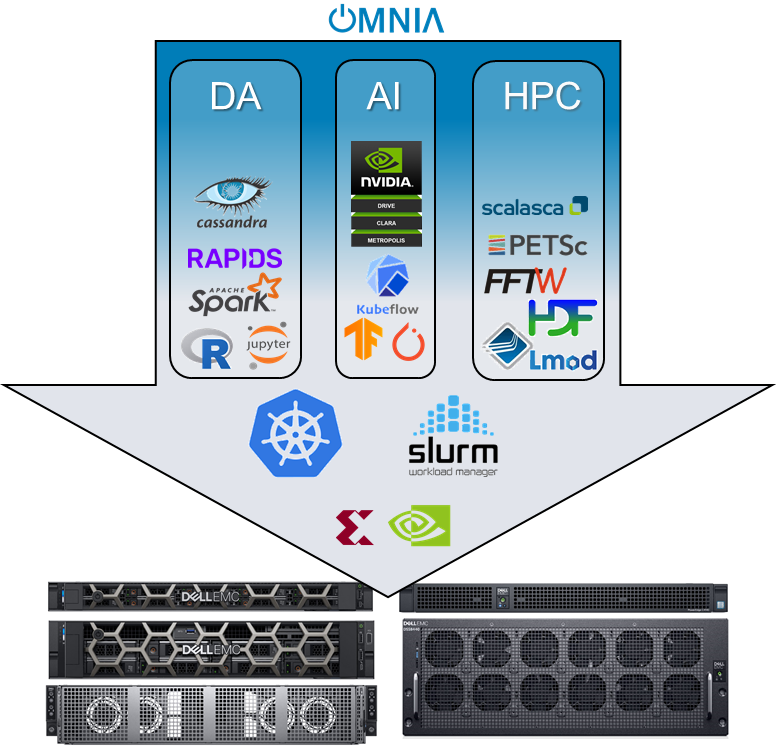 OMNIA
DA
AI
HPC
cassandra
RAPIDS
APACHE
Spark
R
jupyter
NVIDIA.
DRIVE
CLARA
METROPOLIS
Kubeflow
scalasca
PETSc
FFTW
HDF
Lmod
slurm
workload manager
DELLEMC
DELLEMC
DELLEMC
DELL